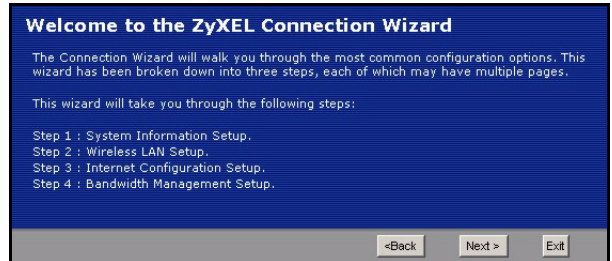 Welcome to the ZyXEL Connection Wizard
The Connection Wizard will walk you through the most common configuration options. This
wizard has been broken down into three steps, each of which may have multiple pages.
This wizard will take you through the following steps:
Step 1 : System Information Setup.
Step 2 : Wireless LAN Setup.
Step 3 : Internet Configuration Setup.
Step 4 : Bandwidth Management Setup.
<Back Next > Exit